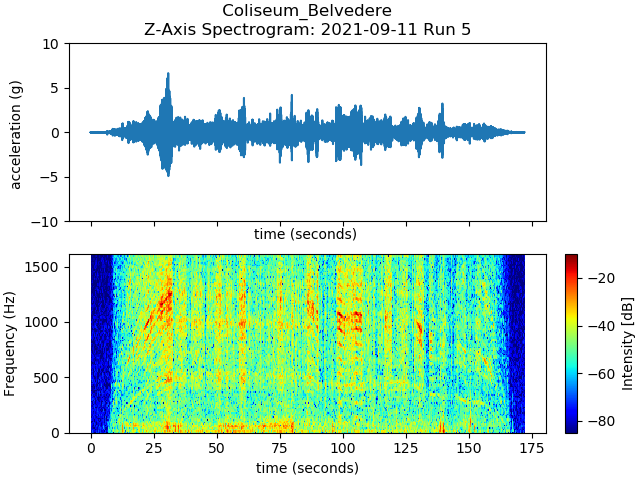 Coliseum_Belvedere
Z-Axis Spectrogram: 2021-09-11 Run 5
10
5
0
−5
−10
acceleration (g)
time (seconds)
1500
1000
500
0
Frequency (Hz)
0 25 50 75 100 125 150 175
time (seconds)
−20
−40
−60
−80
Intensity [dB]